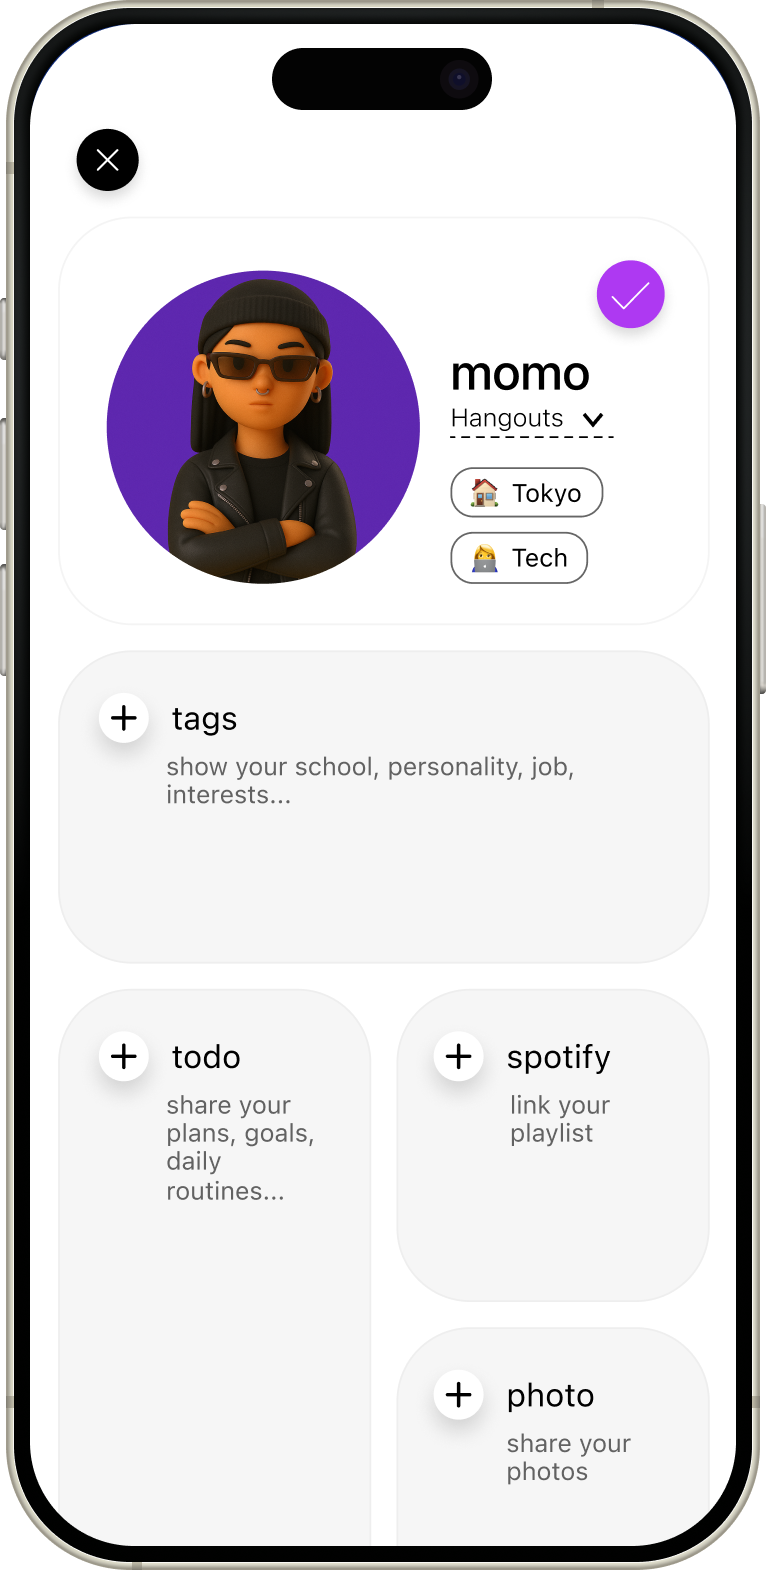 momo
Hangouts
Tokyo
Tech
tags
show your school, personality, job,
interests...
todo
share your
plans, goals,
daily
routines...
spotify
link your
playlist
photo
share your
photos